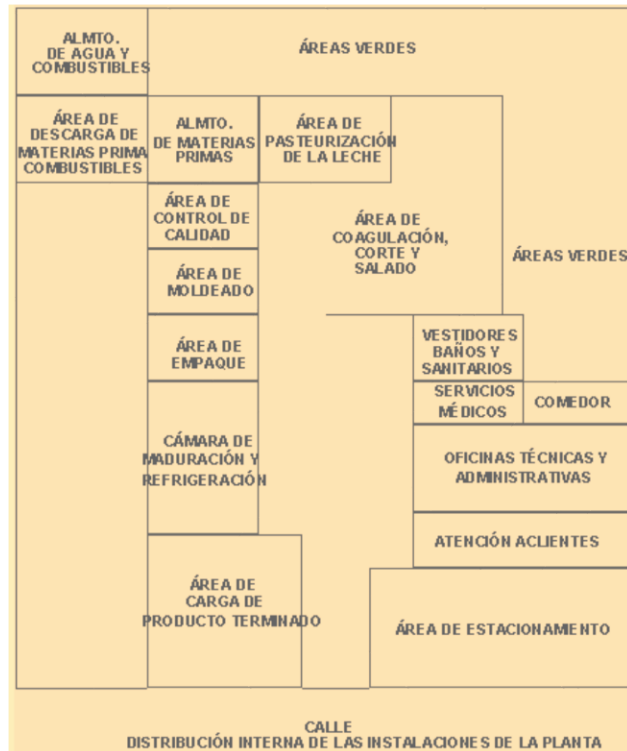 ALMTO.
DE AGUA Y
COMBUSTIBLES
ÁREAS VERDES
ÁREA DE
DESCARGA DE
MATERIAS PRIMA
COMBUSTIBLES
ALMTO.
DE MATERIAS
PRIMAS
ÁREA DE
PASTEURIZACIÓN
DE LA LECHE
ÁREA DE
CONTROL DE
CALIDAD
ÁREA DE
COAGULACIÓN,
CORTE Y
SALADO
ÁREAS VERDES
ÁREA DE
MOLDEADO
ÁREA DE
EMPAQUE
VESTIDORES
BAÑOS Y
SANITARIOS
SERVICIOS
MÉDICOS
COMEDOR
CÁMARA DE
MADURACIÓN Y
REFRIGERACIÓN
OFICINAS TÉCNICAS Y
ADMINISTRATIVAS
ATENCIÓN ACLIENTES
ÁREA DE
CARGA DE
PRODUCTO TERMINADO
ÁREA DE ESTACIONAMIENTO
CALLE
DISTRIBUCIÓN INTERNA DE LAS INSTALACIONES DE LA PLANTA